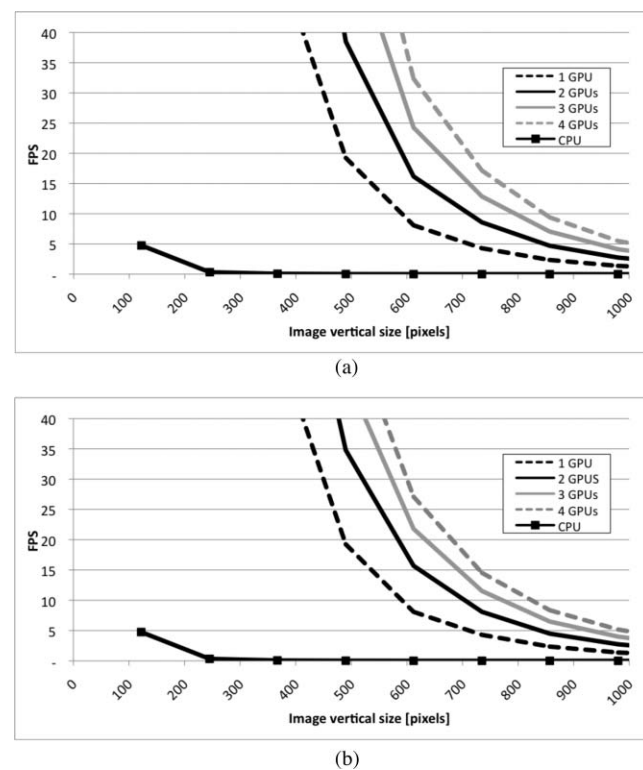 40
35
30
25
20
15
10
5
-
FPS
1 GPU
2 GPUs
3 GPUs
4 GPUs
CPU
0
100
200
300
400
500
600
700
800
900
1000
Image vertical size [pixels]
(a)
40
35
30
25
20
15
10
5
-
FPS
1 GPU
2 GPUS
3 GPUs
4 GPUs
CPU
0
100
200
300
400
500
600
700
800
900
1000
Image vertical size [pixels]
(b)